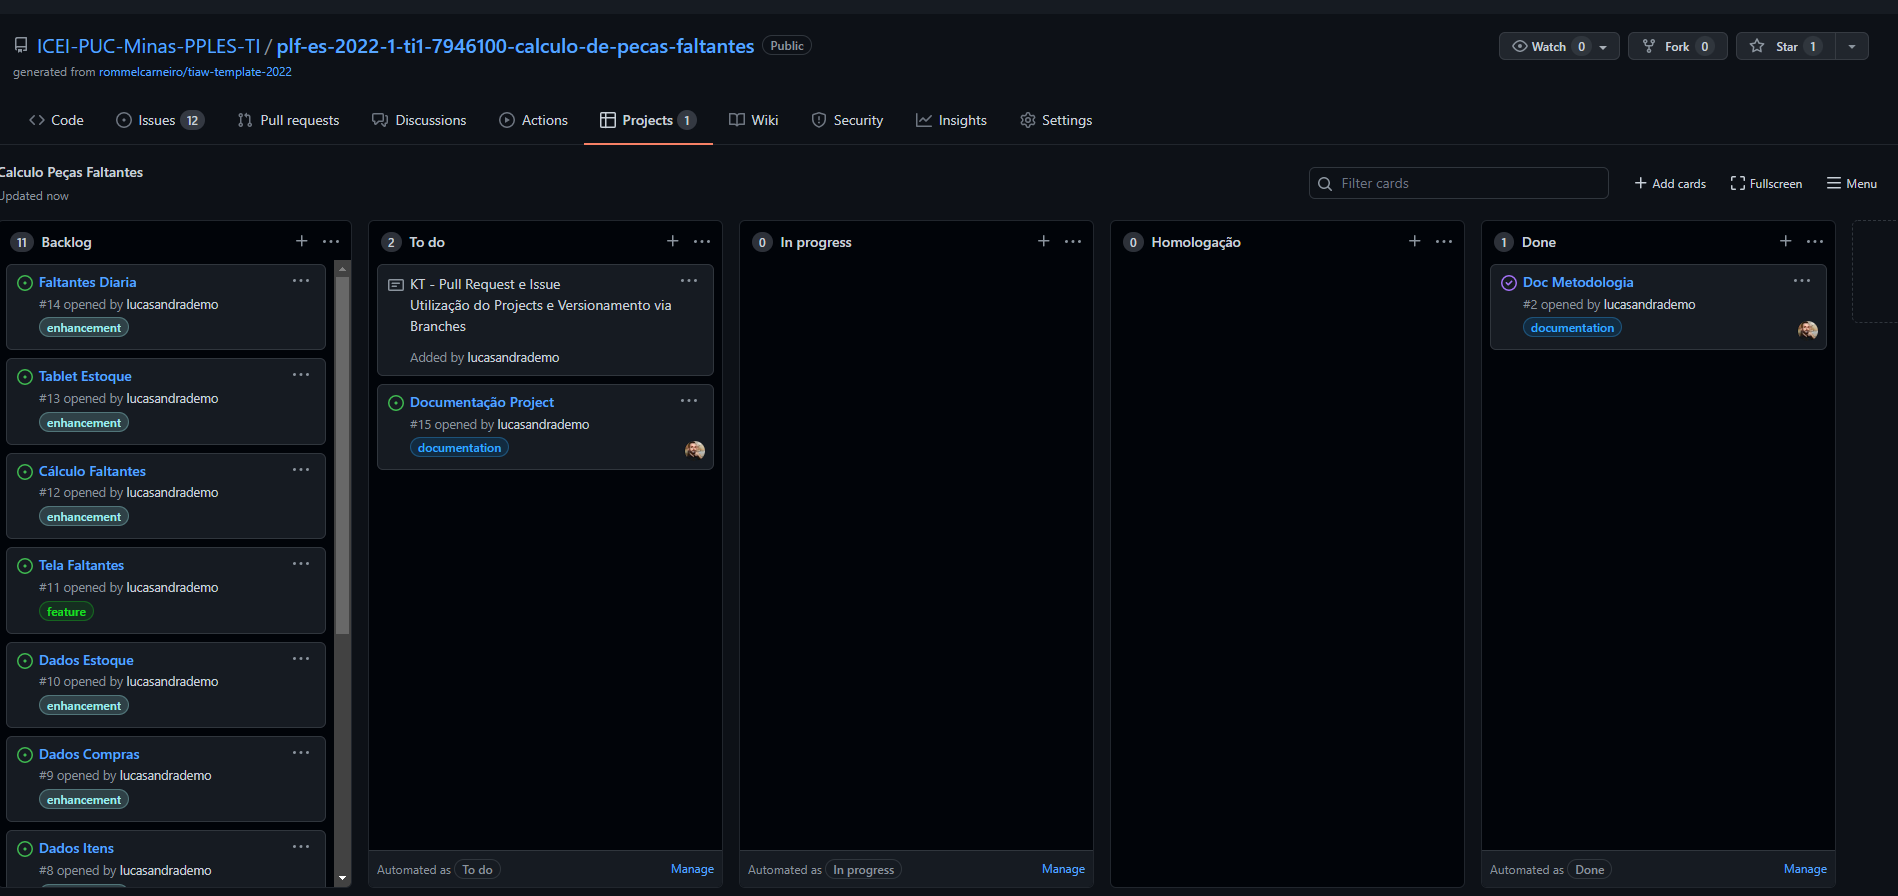 ICEI-PUC-Minas-PPLES-TI / plf-es-2022-1-ti1-7946100-calculo-de-pecas-faltantes Public
Watch 0 Fork 0 Star 1
generated from rommelcarneiro/tiaw-template-2022
Code Issues 12 Pull requests Discussions Actions Projects 1 Wiki Security Insights Settings
Calculo Peças Faltantes
Updated now
Filter cards Add cards Fullscreen Menu
11 Backlog
Faltantes Diaria
#14 opened by lucasandrademo
enhancement
Tablet Estoque
#13 opened by lucasandrademo
enhancement
Cálculo Faltantes
#12 opened by lucasandrademo
enhancement
Tela Faltantes
#11 opened by lucasandrademo
feature
Dados Estoque
#10 opened by lucasandrademo
enhancement
Dados Compras
#9 opened by lucasandrademo
enhancement
Dados Itens
#8 opened by lucasandrademo
2 To do
KT - Pull Request e Issue
Utilização do Projects e Versionamento via
Branches
Added by lucasandrademo
Documentação Project
#15 opened by lucasandrademo
documentation
Automated as To do Manage
0 In progress
Automated as In progress Manage
0 Homologação
1 Done
Doc Metodologia
#2 opened by lucasandrademo
documentation
Automated as Done Manage